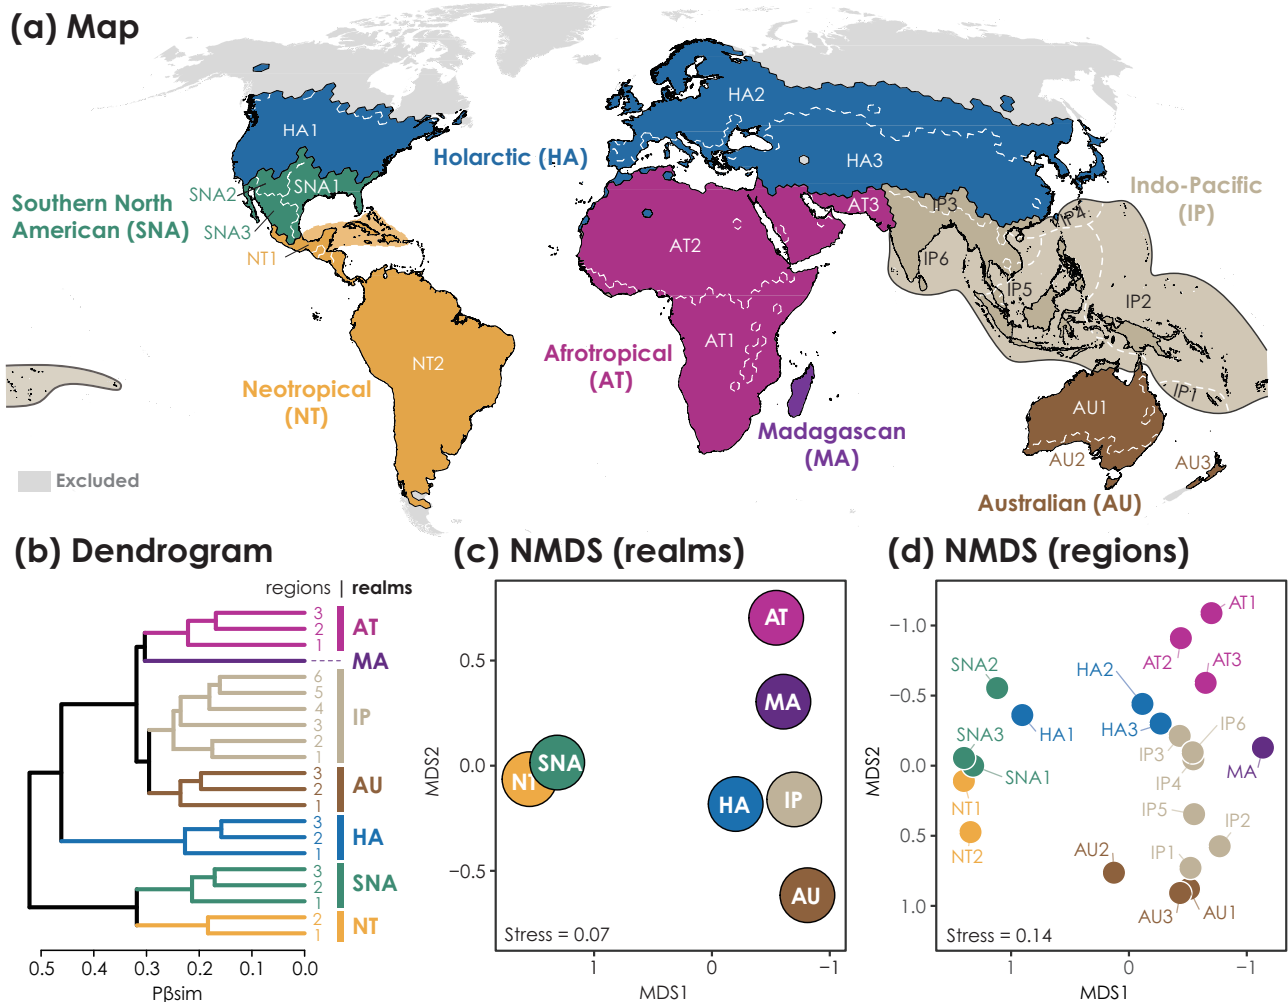 (a) Map
HA2
HA1
Holarctic (HA)
HA3
SNA2
SNA1
Indo-Pacific
(IP)
Southern North
American (SNA)
AT3
IP3
IP4
SNA3
NT1
AT2
IP6
IP5
IP2
AT1
NT2
Afrotropical
(AT)
Neotropical
(NT)
IP1
AU1
Madagascan
(MA)
AU2
AU3
Excluded
Australian (AU)
(b) Dendrogram
regions | realms
3
2
1
AT
MA
6
5
4
3
2
1
IP
3
2
1
AU
3
2
1
HA
3
2
1
SNA
2
1
NT
0.5 0.4 0.3 0.2 0.1 0.0
Pβsim
(c) NMDS (realms)
AT
MA
SNA
NT
HA
IP
AU
0.5
0.0
−0.5
MDS2
Stress = 0.07
1 0 −1
MDS1
(d) NMDS (regions)
AT1
AT2
AT3
SNA2
HA2
HA1
HA3
IP6
SNA3
IP3
MA
SNA1
IP4
NT1
IP5
IP2
NT2
AU2
IP1
AU3
AU1
−1.0
−0.5
0.0
0.5
1.0
MDS2
Stress = 0.14
1 0 −1
MDS1